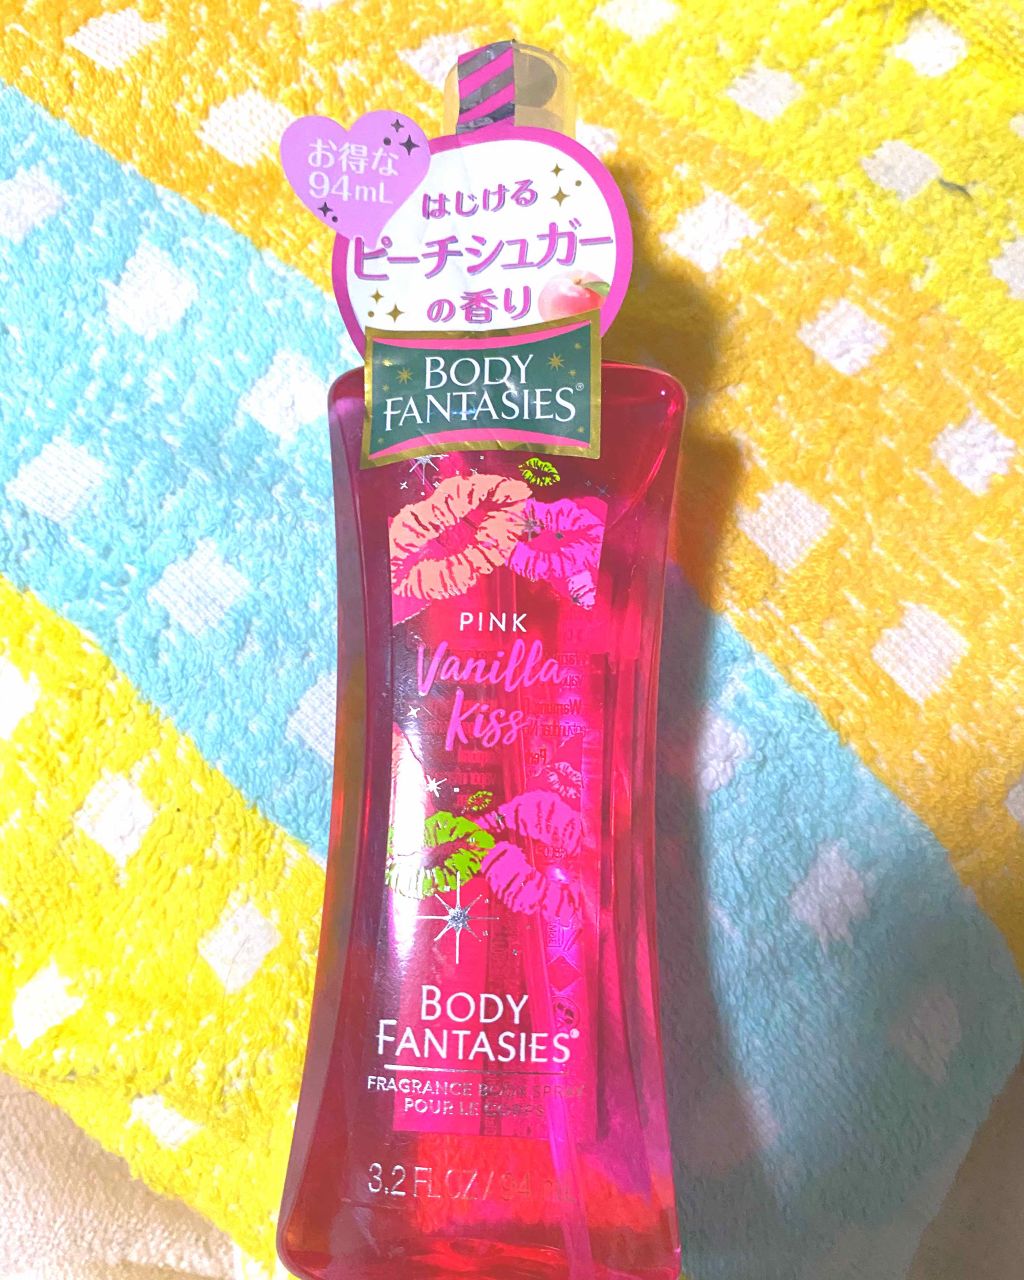 お得な
94mL
はじける
ピーチシュガー
の香り
BODY
FANTASIES®
PINK
Vanilla
Kiss
BODY
FANTASIES®
FRAGRANCE BODY SPRAY
POUR LE CORPS
3.2 FL OZ / 94 mL